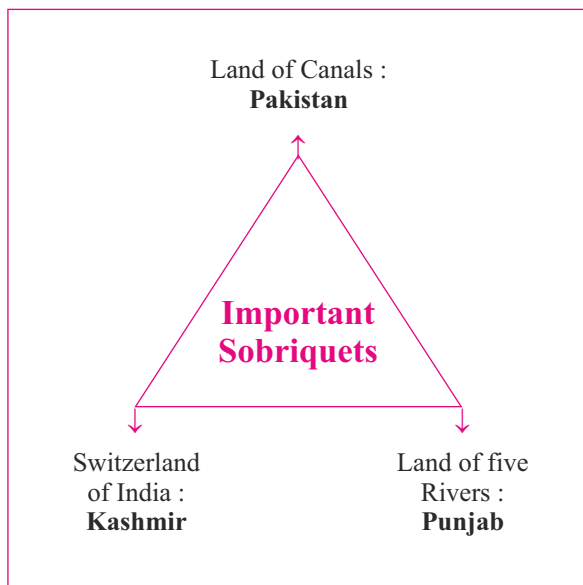 Land of Canals :
Pakistan
Important
Sobriquets
Switzerland
of India :
Kashmir
Land of five
Rivers :
Punjab